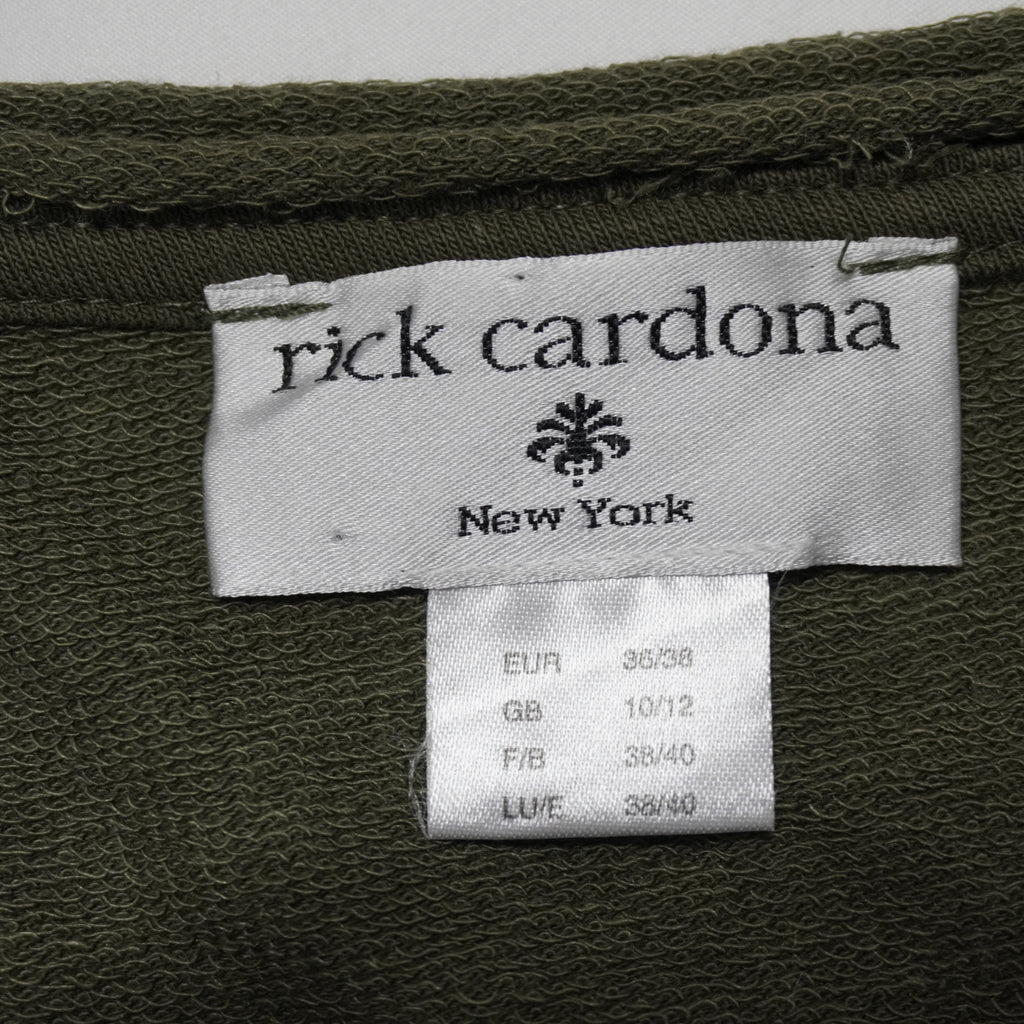 rick cardona
New York
EUR 36/38
GB 10/12
F/B 38/40
LU/E 38/40